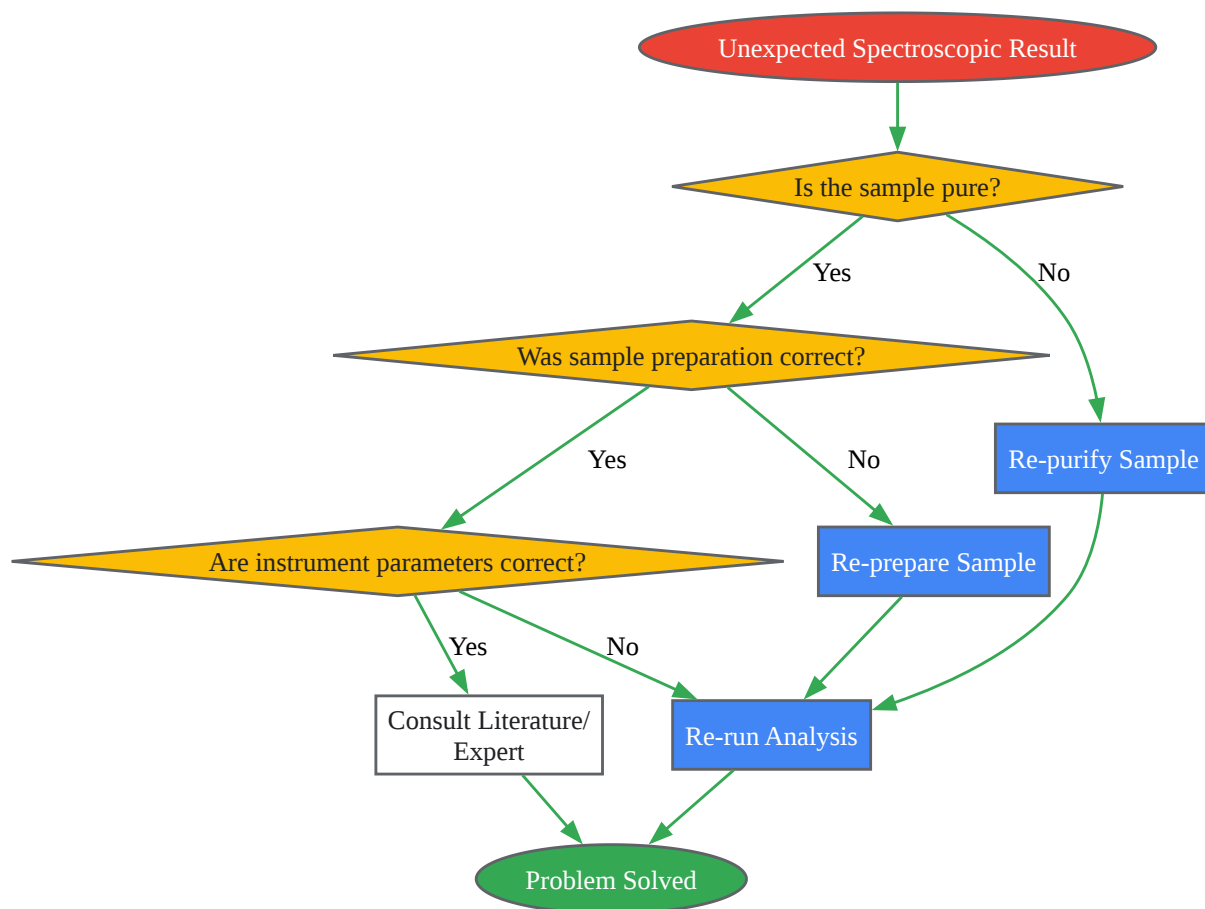 Unexpected Spectroscopic Result
Is the sample pure?
Yes
No
Was sample preparation correct?
Yes
No
Re-purify Sample
Are instrument parameters correct?
Re-prepare Sample
Yes
No
Consult Literature/
Expert
Re-run Analysis
Problem Solved